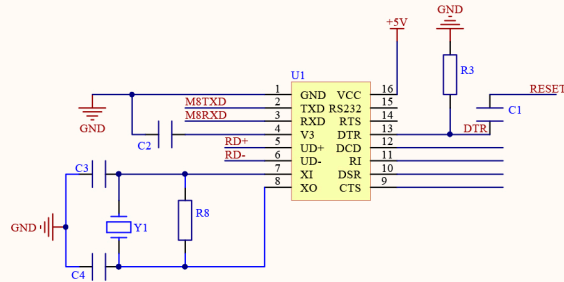 GND
+5V
U1
R3
1 GND VCC 16
RESET
M8TXD 2 TXD RS232 15
C1
M8RXD 3 RXD RTS 14
GND
4 V3 DTR 13 DTR
C2
RD+ 5 UD+ DCD 12
RD- 6 UD- RI 11
C3
7 XI DSR 10
8 XO CTS 9
R8
GND
Y1
C4